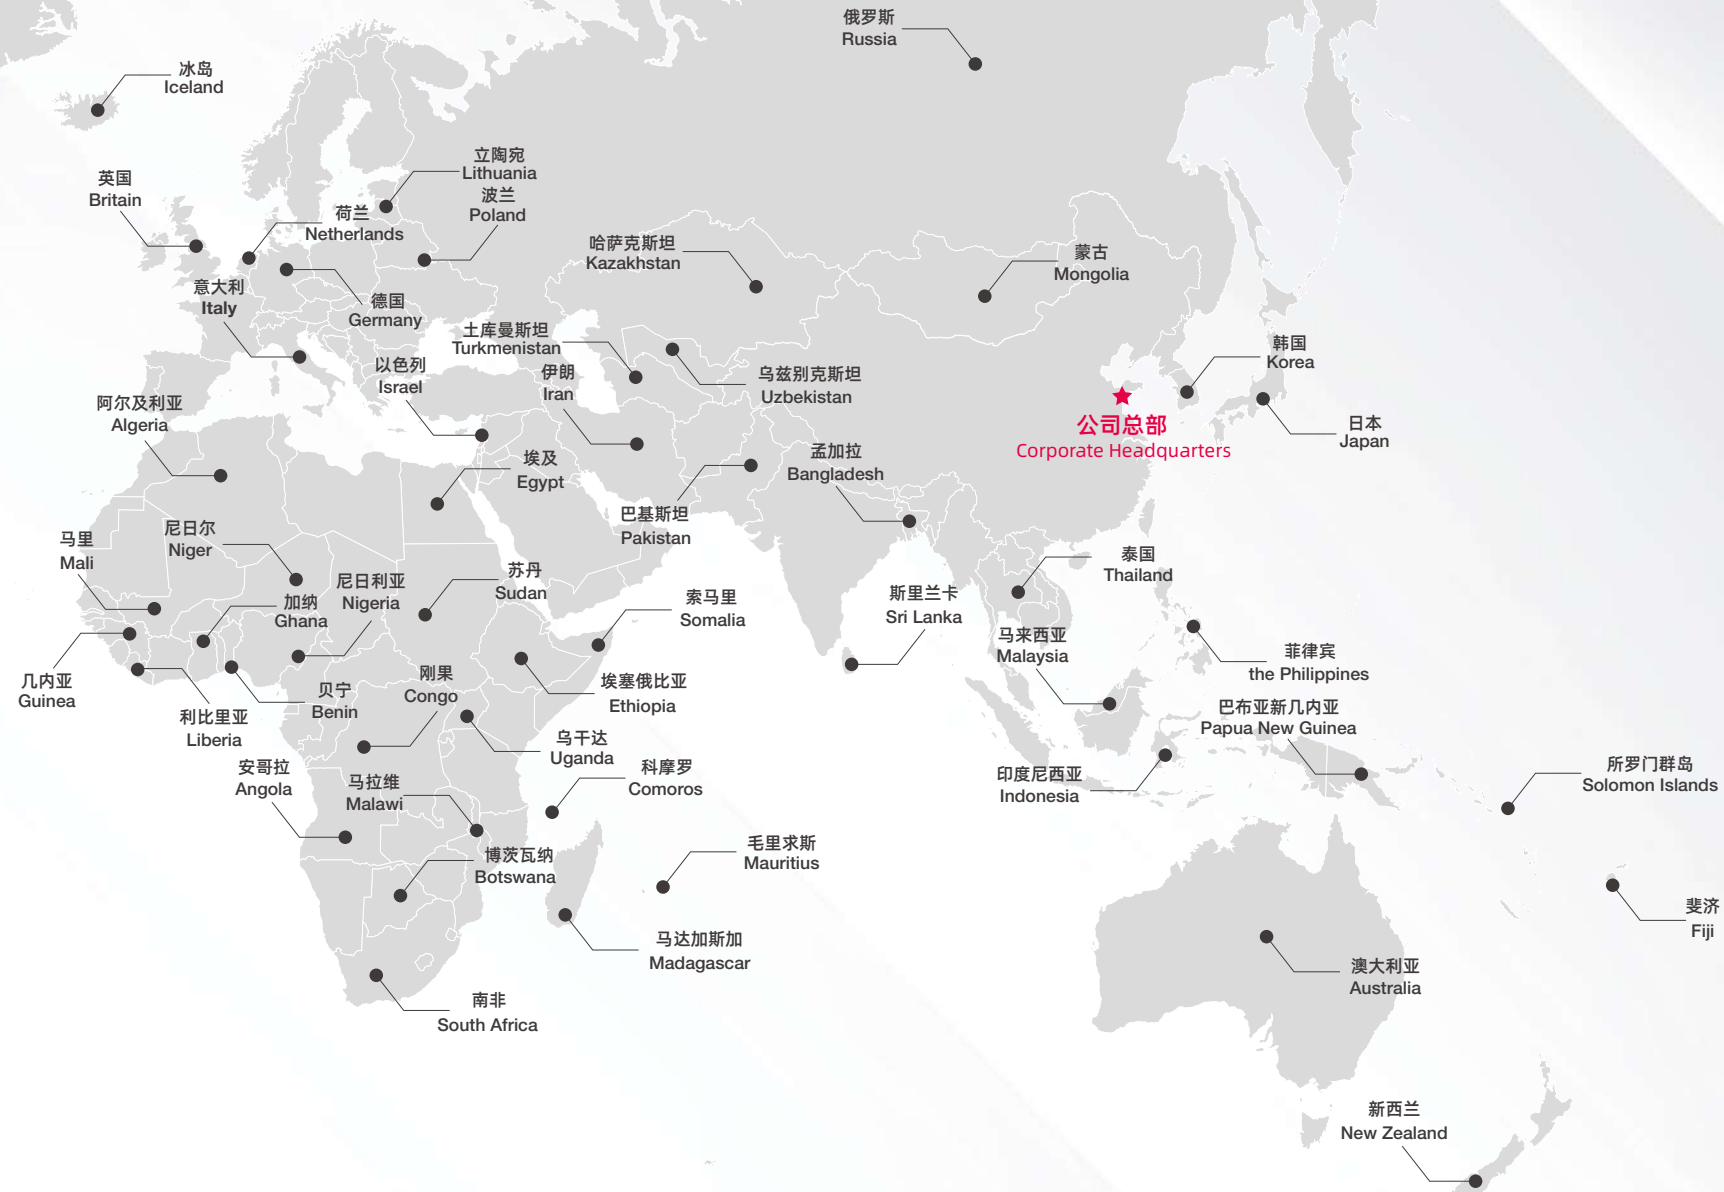 俄罗斯
Russia
冰岛
Iceland
立陶宛
Lithuania
英国
Britain
波兰
Poland
荷兰
Netherlands
哈萨克斯坦
Kazakhstan
蒙古
Mongolia
意大利
Italy
德国
Germany
土库曼斯坦
Turkmenistan
韩国
Korea
以色列
Israel
伊朗
Iran
乌兹别克斯坦
Uzbekistan
阿尔及利亚
Algeria
公司总部
Corporate Headquarters
日本
Japan
埃及
Egypt
孟加拉
Bangladesh
巴基斯坦
Pakistan
尼日尔
Niger
马里
Mali
泰国
Thailand
苏丹
Sudan
尼日利亚
Nigeria
加纳
Ghana
索马里
Somalia
斯里兰卡
Sri Lanka
马来西亚
Malaysia
菲律宾
the Philippines
几内亚
Guinea
刚果
Congo
埃塞俄比亚
Ethiopia
贝宁
Benin
利比里亚
Liberia
巴布亚新几内亚
Papua New Guinea
乌干达
Uganda
安哥拉
Angola
马拉维
Malawi
科摩罗
Comoros
印度尼西亚
Indonesia
所罗门群岛
Solomon Islands
博茨瓦纳
Botswana
毛里求斯
Mauritius
斐济
Fiji
马达加斯加
Madagascar
澳大利亚
Australia
南非
South Africa
新西兰
New Zealand